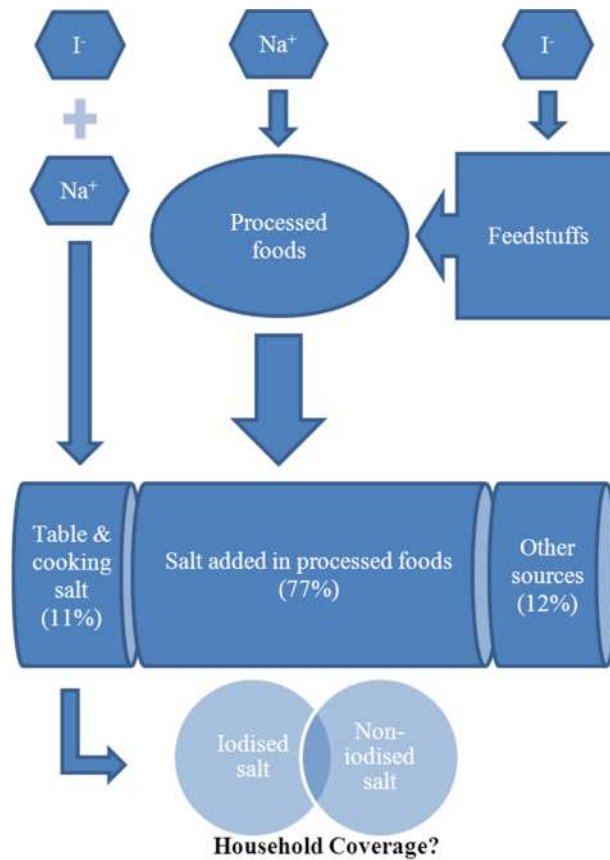 I⁻
Na⁺
I⁻
Na⁺
Processed
foods
Feedstuffs
Table &
cooking
salt
(11%)
Salt added in processed foods
(77%)
Other
sources
(12%)
Iodised
salt
Non-
iodised
salt
Household Coverage?